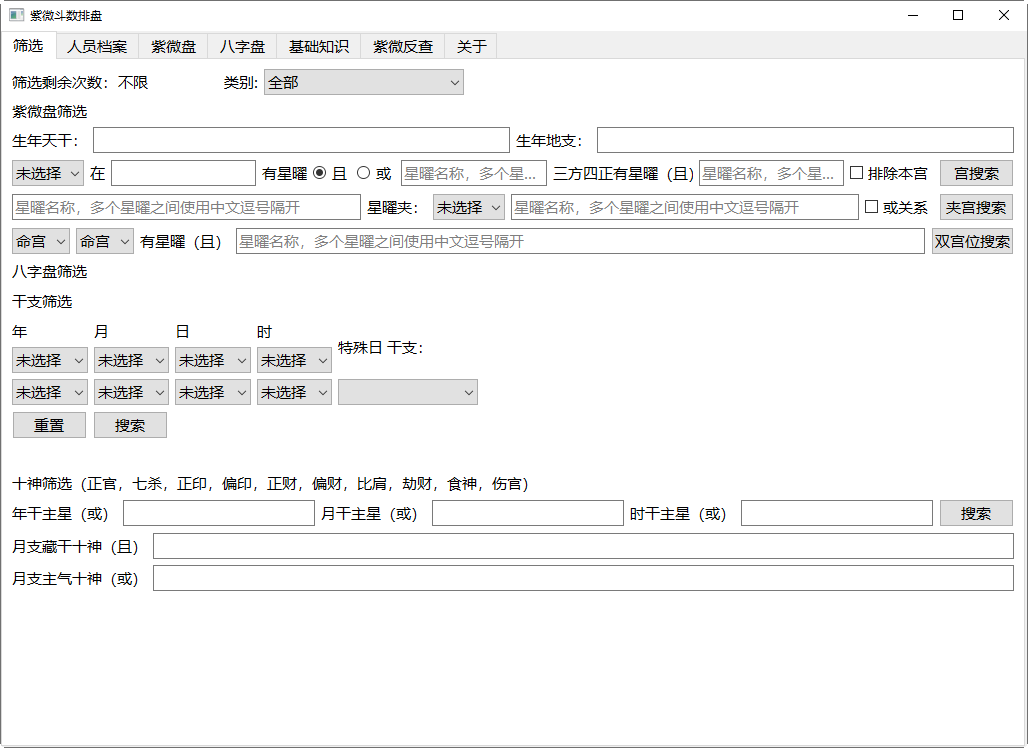 紫微斗数排盘
筛选 人员档案 紫微盘 八字盘 基础知识 紫微反查 关于
筛选剩余次数：不限 类别: 全部
紫微盘筛选
生年天干： 生年地支：
未选择 在 有星曜 且 或 星曜名称，多个星... 三方四正有星曜（且） 星曜名称，多个星... 排除本宫 宫搜索
星曜名称，多个星曜之间使用中文逗号隔开 星曜夹： 未选择 星曜名称，多个星曜之间使用中文逗号隔开 或关系 夹宫搜索
命宫 命宫 有星曜（且） 星曜名称，多个星曜之间使用中文逗号隔开 双宫位搜索
八字盘筛选
干支筛选
年 月 日 时
特殊日 干支：
未选择 未选择 未选择 未选择
未选择 未选择 未选择 未选择
重置 搜索
十神筛选（正官，七杀，正印，偏印，正财，偏财，比肩，劫财，食神，伤官）
年干主星（或） 月干主星（或） 时干主星（或） 搜索
月支藏干十神（且）
月支主气十神（或）